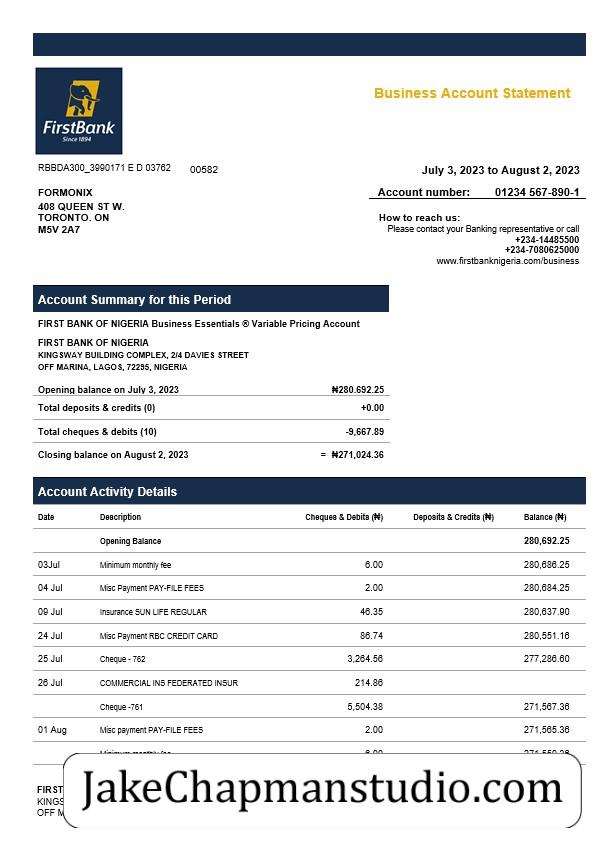 FirstBank
Since 1894
Business Account Statement
RBBDA300_3990171 E D 03762 00582
July 3, 2023 to August 2, 2023
Account number: 01234 567-890-1
FORMONIX
408 QUEEN ST W.
TORONTO. ON
M5V 2A7
How to reach us:
Please contact your Banking representative or call
+234-14485500
+234-7080625000
www.firstbanknigeria.com/business
Account Summary for this Period
FIRST BANK OF NIGERIA Business Essentials ® Variable Pricing Account
FIRST BANK OF NIGERIA
KINGSWAY BUILDING COMPLEX, 2/4 DAVIES STREET
OFF MARINA, LAGOS, 72295, NIGERIA
Opening balance on July 3, 2023 ₦280.692.25
Total deposits & credits (0) +0.00
Total cheques & debits (10) -9,667.89
Closing balance on August 2, 2023 = ₦271,024.36
Account Activity Details
Date Description Cheques & Debits (₦) Deposits & Credits (₦) Balance (₦)
Opening Balance 280,692.25
03Jul Minimum monthly fee 6.00 280,686.25
04 Jul Misc Payment PAY-FILE FEES 2.00 280,684.25
09 Jul Insurance SUN LIFE REGULAR 46.35 280,637.90
24 Jul Misc Payment RBC CREDIT CARD 86.74 280,551.16
25 Jul Cheque - 762 3,264.56 277,286.60
26 Jul COMMERCIAL INS FEDERATED INSUR 214.86
Cheque -761 5,504.38 271,567.36
01 Aug Misc payment PAY-FILE FEES 2.00 271,565.36
Minimum monthly fee 6.00
JakeChapmanstudio.com